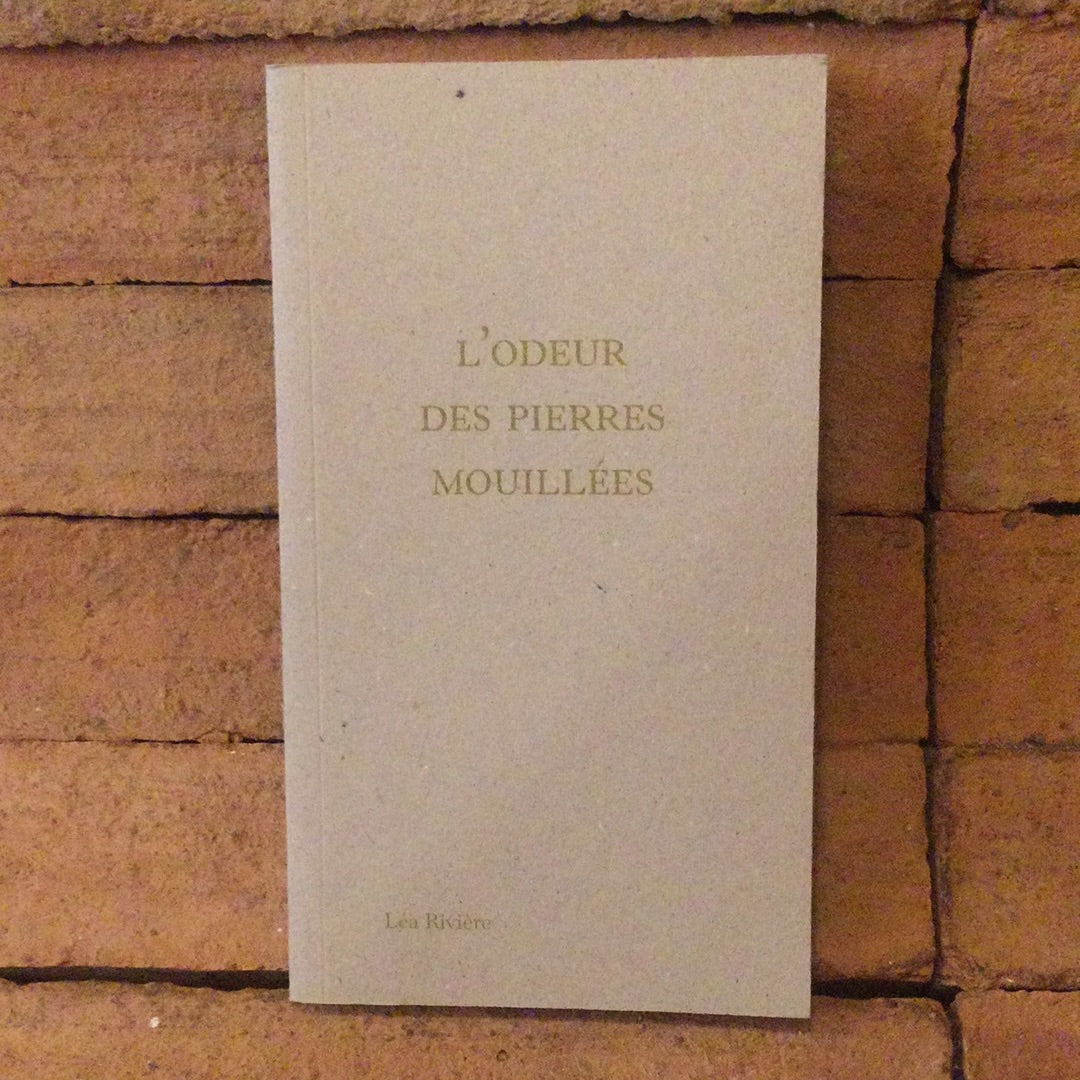 L'ODEUR
DES PIERRES
MOUILLÉES
Léa Rivière